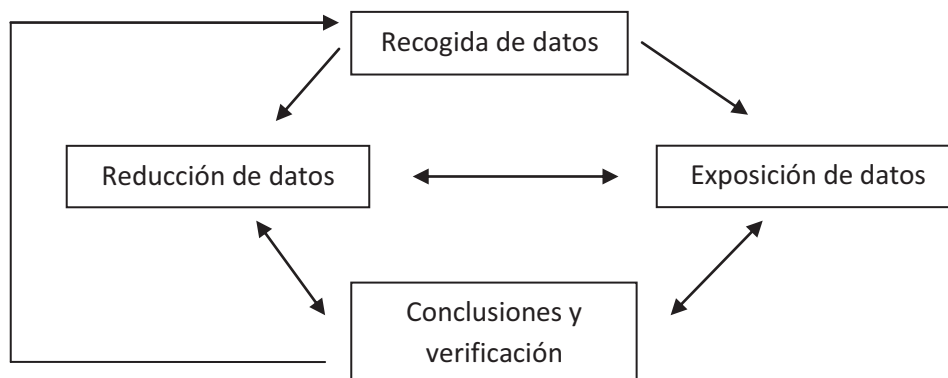 Recogida de datos
Reducción de datos
Exposición de datos
Conclusiones y
verificación